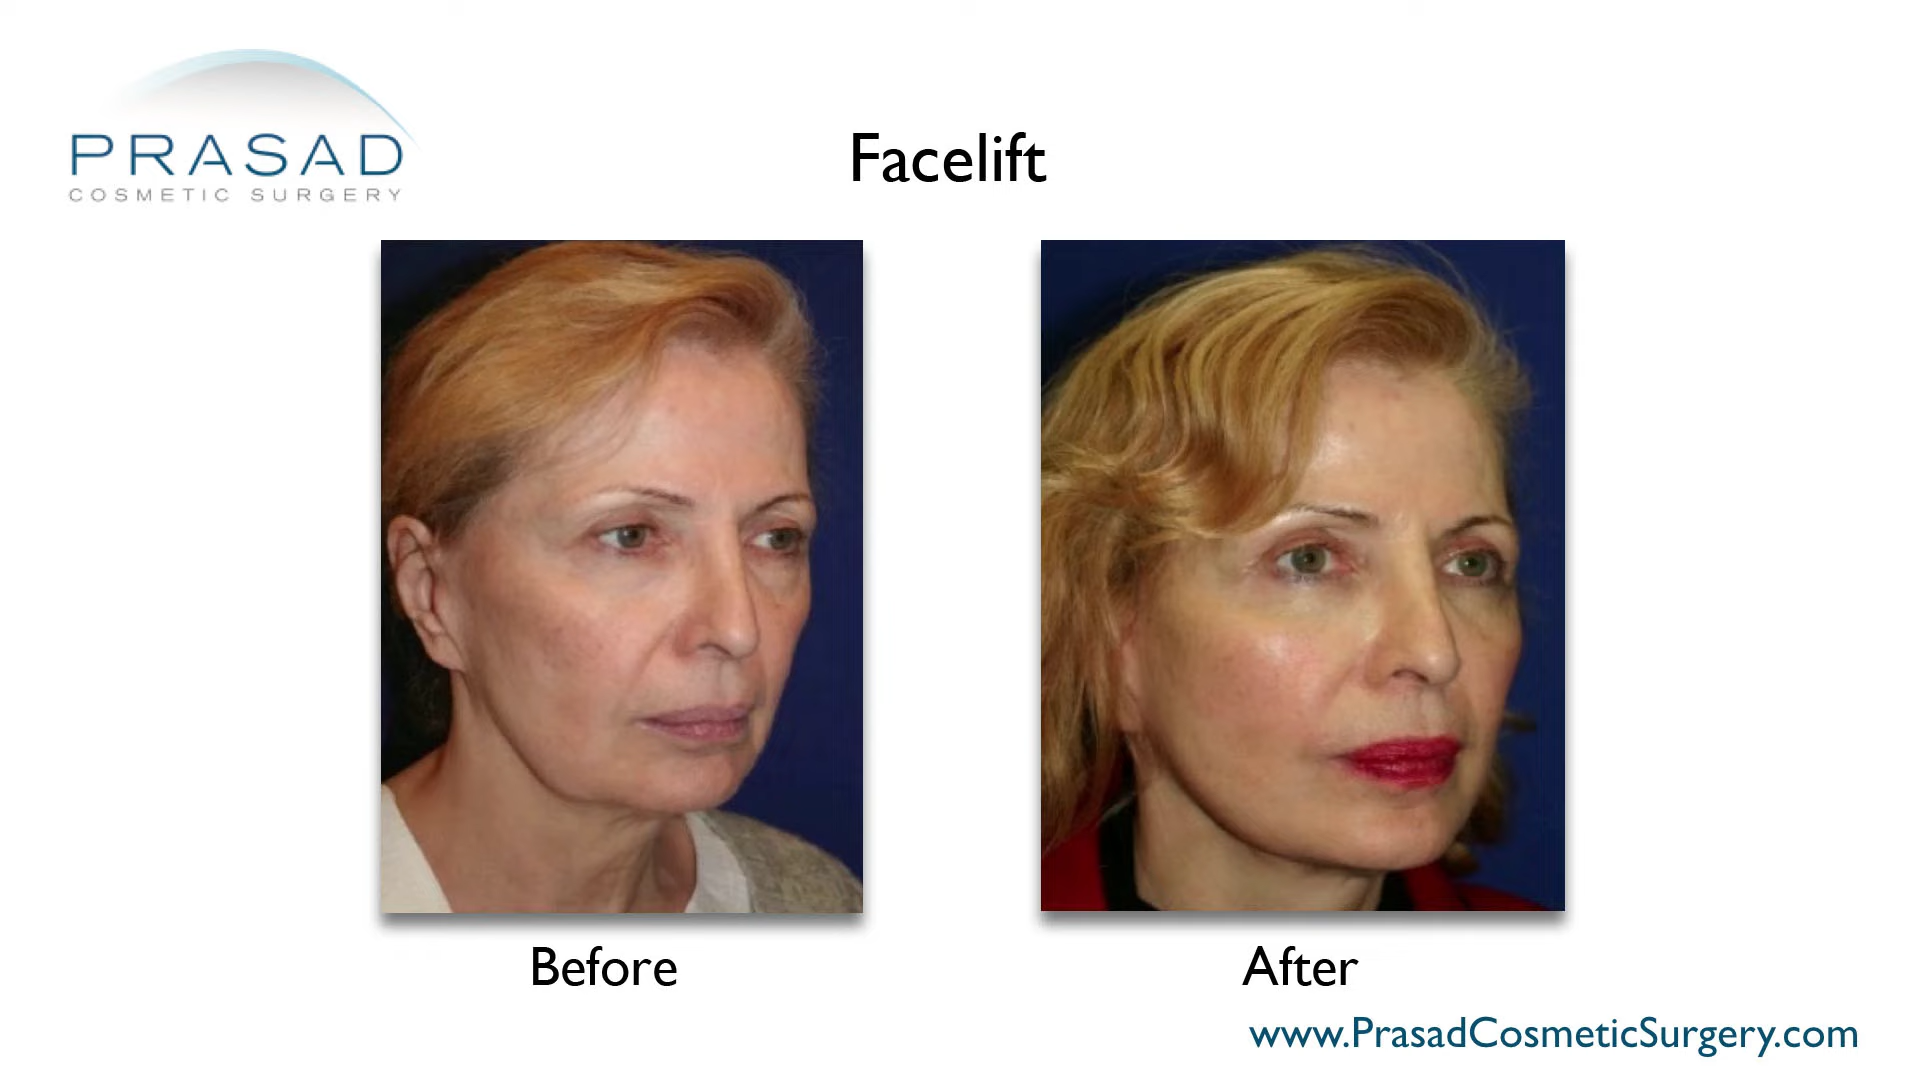 PRASAD
COSMETIC SURGERY
Facelift
Before
After
www.PrasadCosmeticSurgery.com